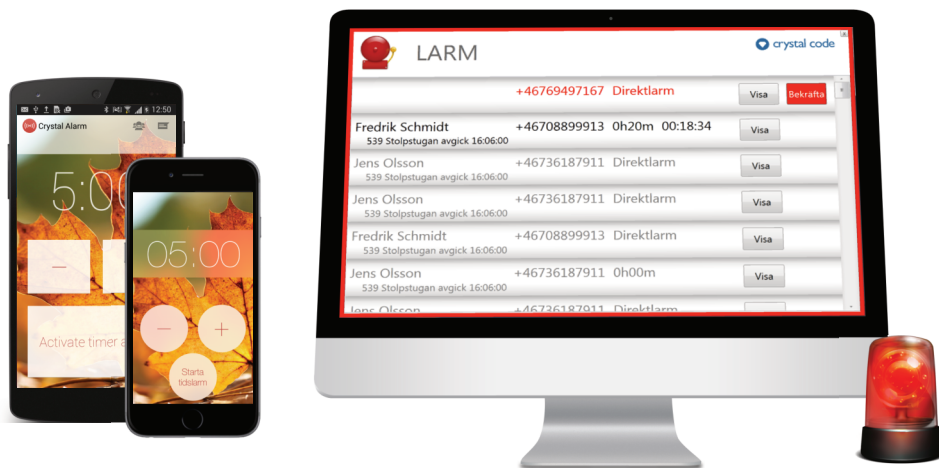 12:50
Crystal Alarm
5:00
Activate timer a
05:00
Starta
tidslarm
LARM
crystal code
+46769497167 Direktlarm Visa Bekräfta
Fredrik Schmidt +46708899913 0h20m 00:18:34 Visa
539 Stolpstugan avgick 16:06:00
Jens Olsson +46736187911 Direktlarm Visa
539 Stolpstugan avgick 16:06:00
Jens Olsson +46736187911 Direktlarm Visa
539 Stolpstugan avgick 16:06:00
Fredrik Schmidt +46708899913 Direktlarm Visa
539 Stolpstugan avgick 16:06:00
Jens Olsson +46736187911 0h00m Visa
539 Stolpstugan avgick 16:06:00
Jens Olsson +46736187911 Direktlarm